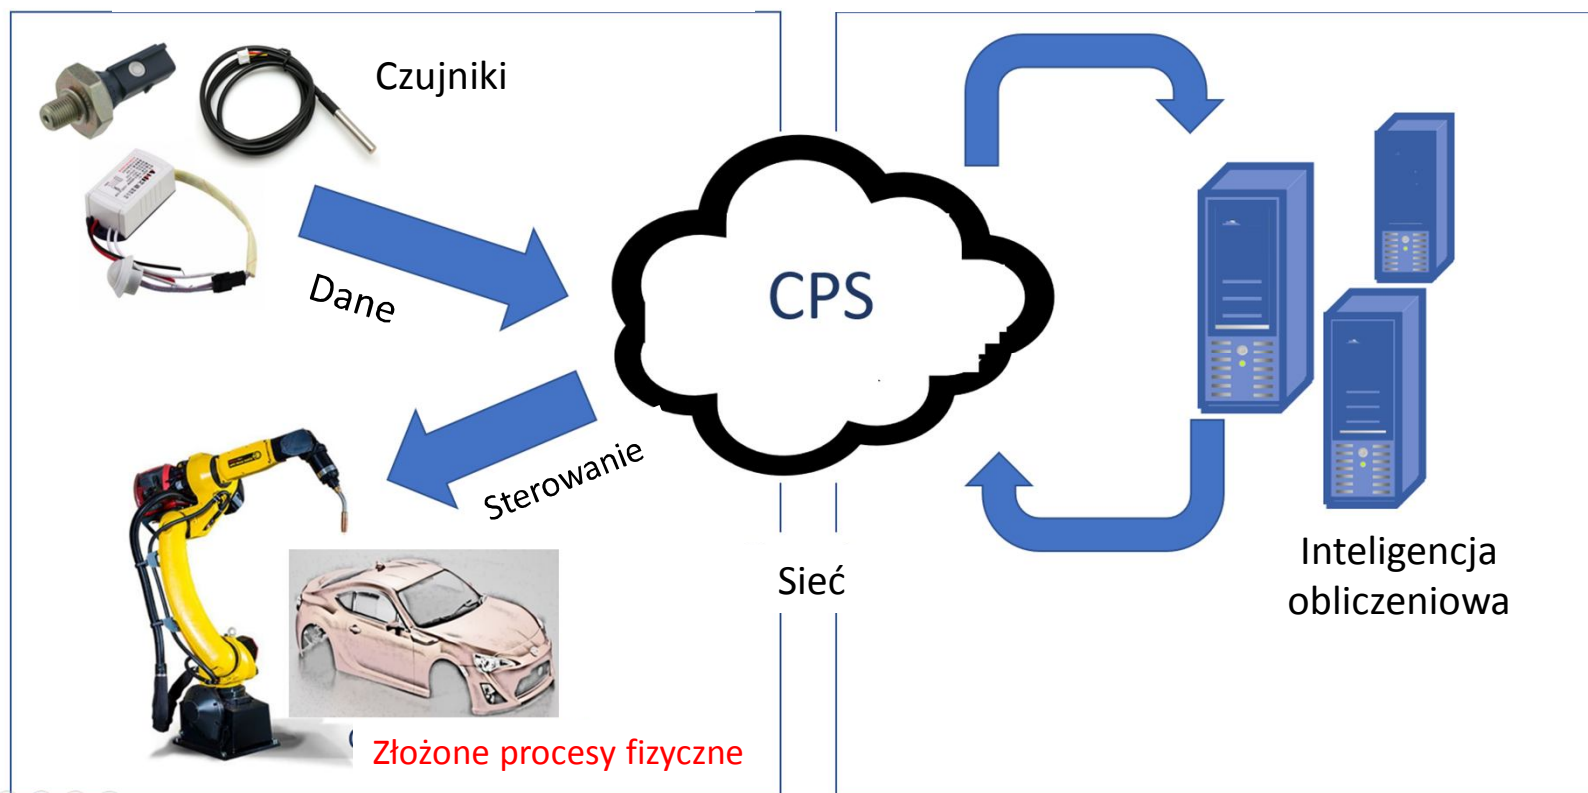 Czujniki
Dane
CPS
Sterowanie
Sieć
Inteligencja
obliczeniowa
Złożone procesy fizyczne